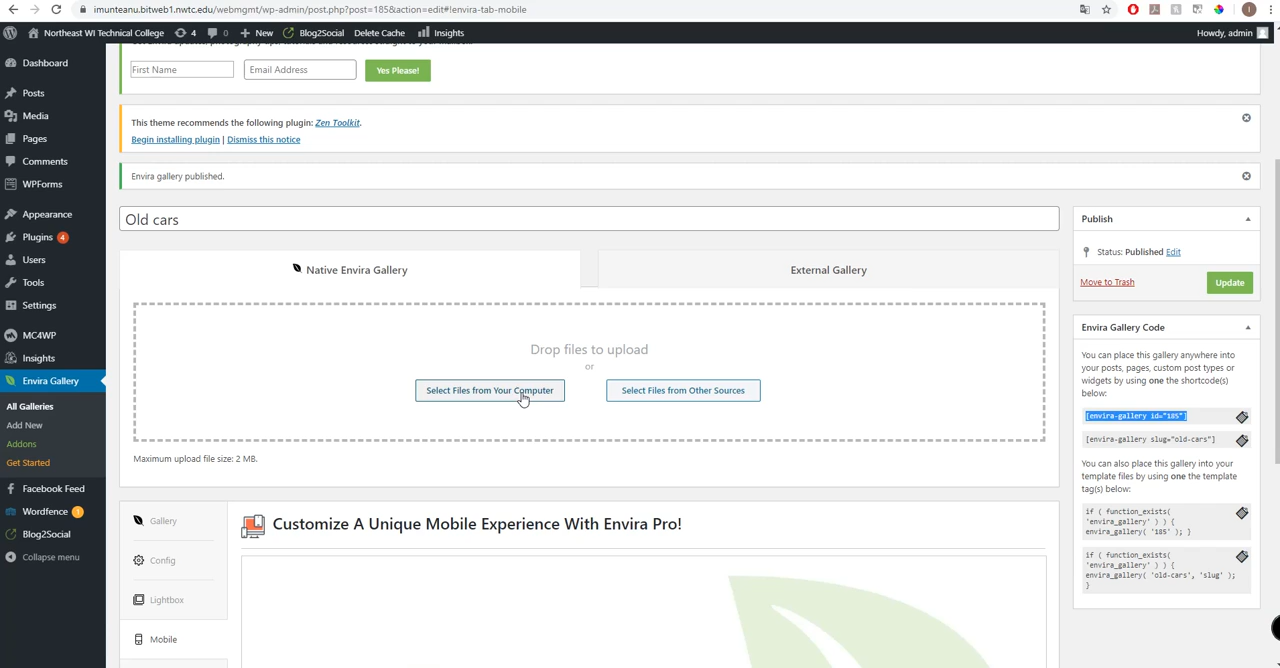 imunteanu.bitweb1.nwtc.edu/webmgmt/wp-admin/post.php?post=185&action=edit#!envira-tab-mobile
Northeast WI Technical College 4 0 New Blog2Social Delete Cache Insights Howdy, admin
Dashboard
Posts
Media
Pages
Comments
WPForms
Appearance
Plugins 4
Users
Tools
Settings
MC4WP
Insights
Envira Gallery
All Galleries
Add New
Addons
Get Started
Facebook Feed
Wordfence 1
Blog2Social
Collapse menu
First Name Email Address Yes Please!
This theme recommends the following plugin: Zen Toolkit.
Begin installing plugin | Dismiss this notice
Envira gallery published.
Old cars
Native Envira Gallery External Gallery
Drop files to upload
or
Select Files from Your Computer Select Files from Other Sources
Maximum upload file size: 2 MB.
Gallery
Config
Lightbox
Mobile
Customize A Unique Mobile Experience With Envira Pro!
Publish
Status: Published Edit
Move to Trash Update
Envira Gallery Code
You can place this gallery anywhere into
your posts, pages, custom post types or
widgets by using one the shortcode(s)
below:
[envira-gallery id="185"]
[envira-gallery slug="old-cars"]
You can also place this gallery into your
template files by using one the template
tag(s) below:
if ( function_exists(
'envira_gallery' ) ) {
envira_gallery( '185' ); }
if ( function_exists(
'envira_gallery' ) ) {
envira_gallery( 'old-cars', 'slug' );
}